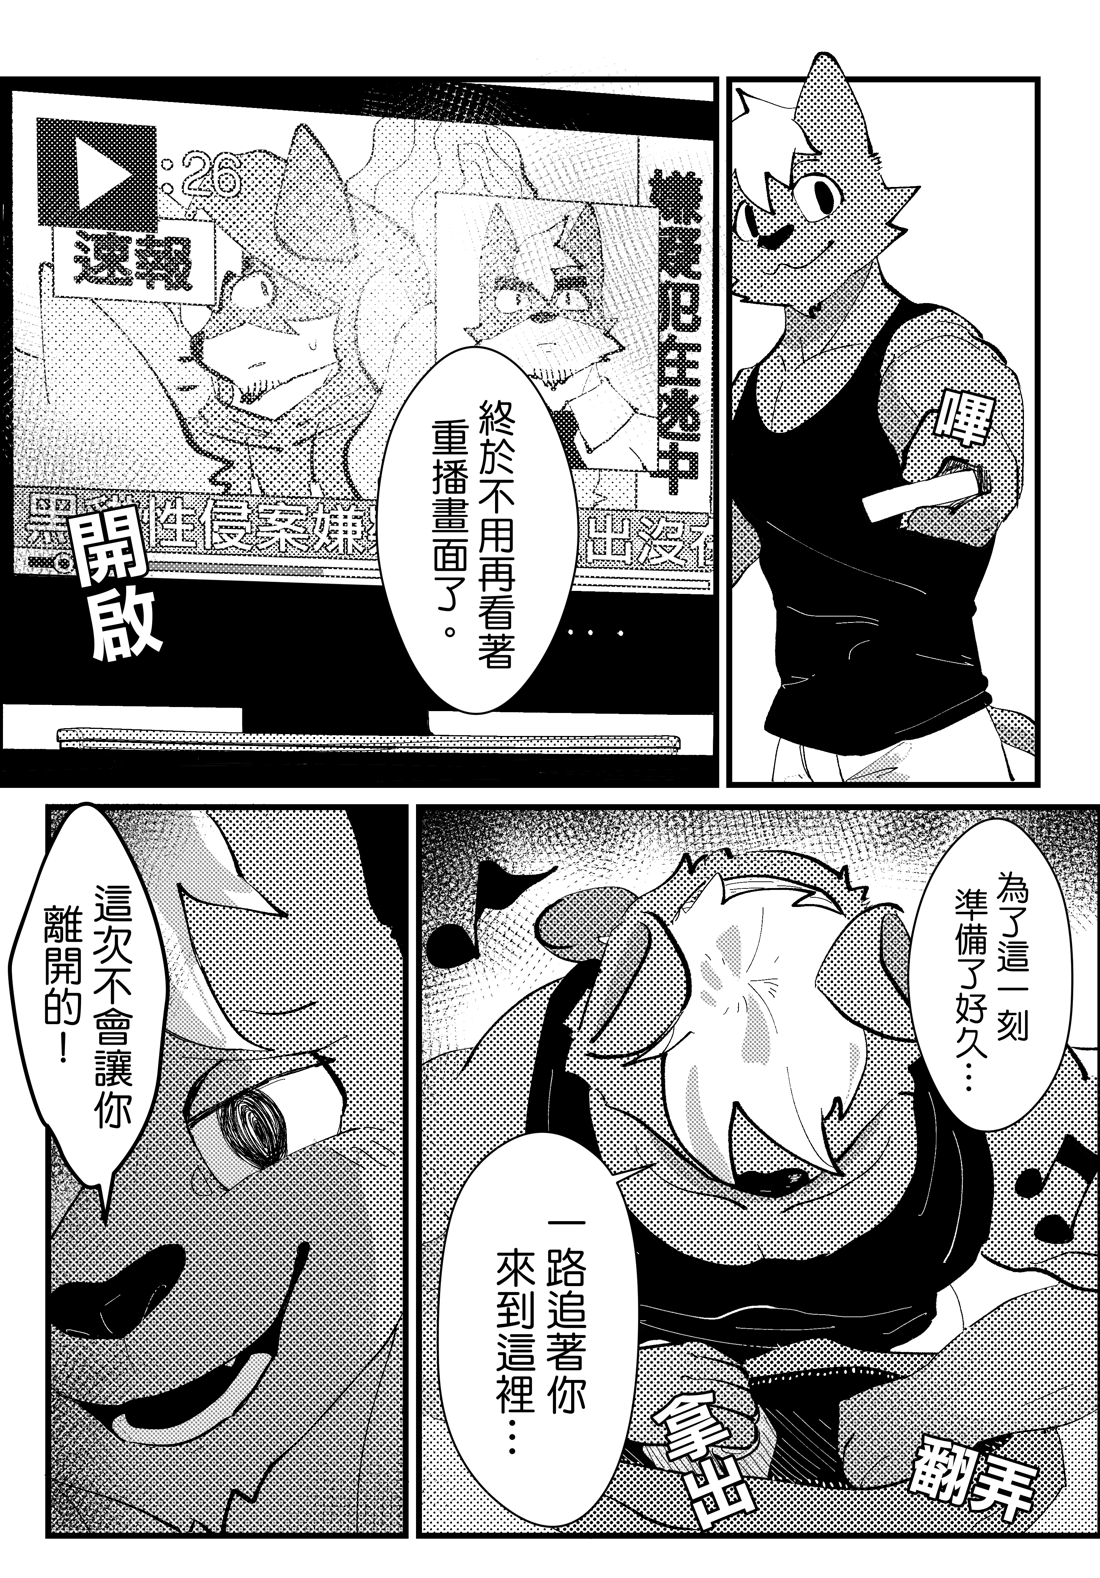 嗶
:26
速報
嫌疑犯在逃中
終於不用再看著
重播畫面了。
性侵案嫌
出沒在
開啟
為了這一刻
準備了好久…
一路追著你
來到這裡…
翻弄
拿出
這次不會讓你
離開的！